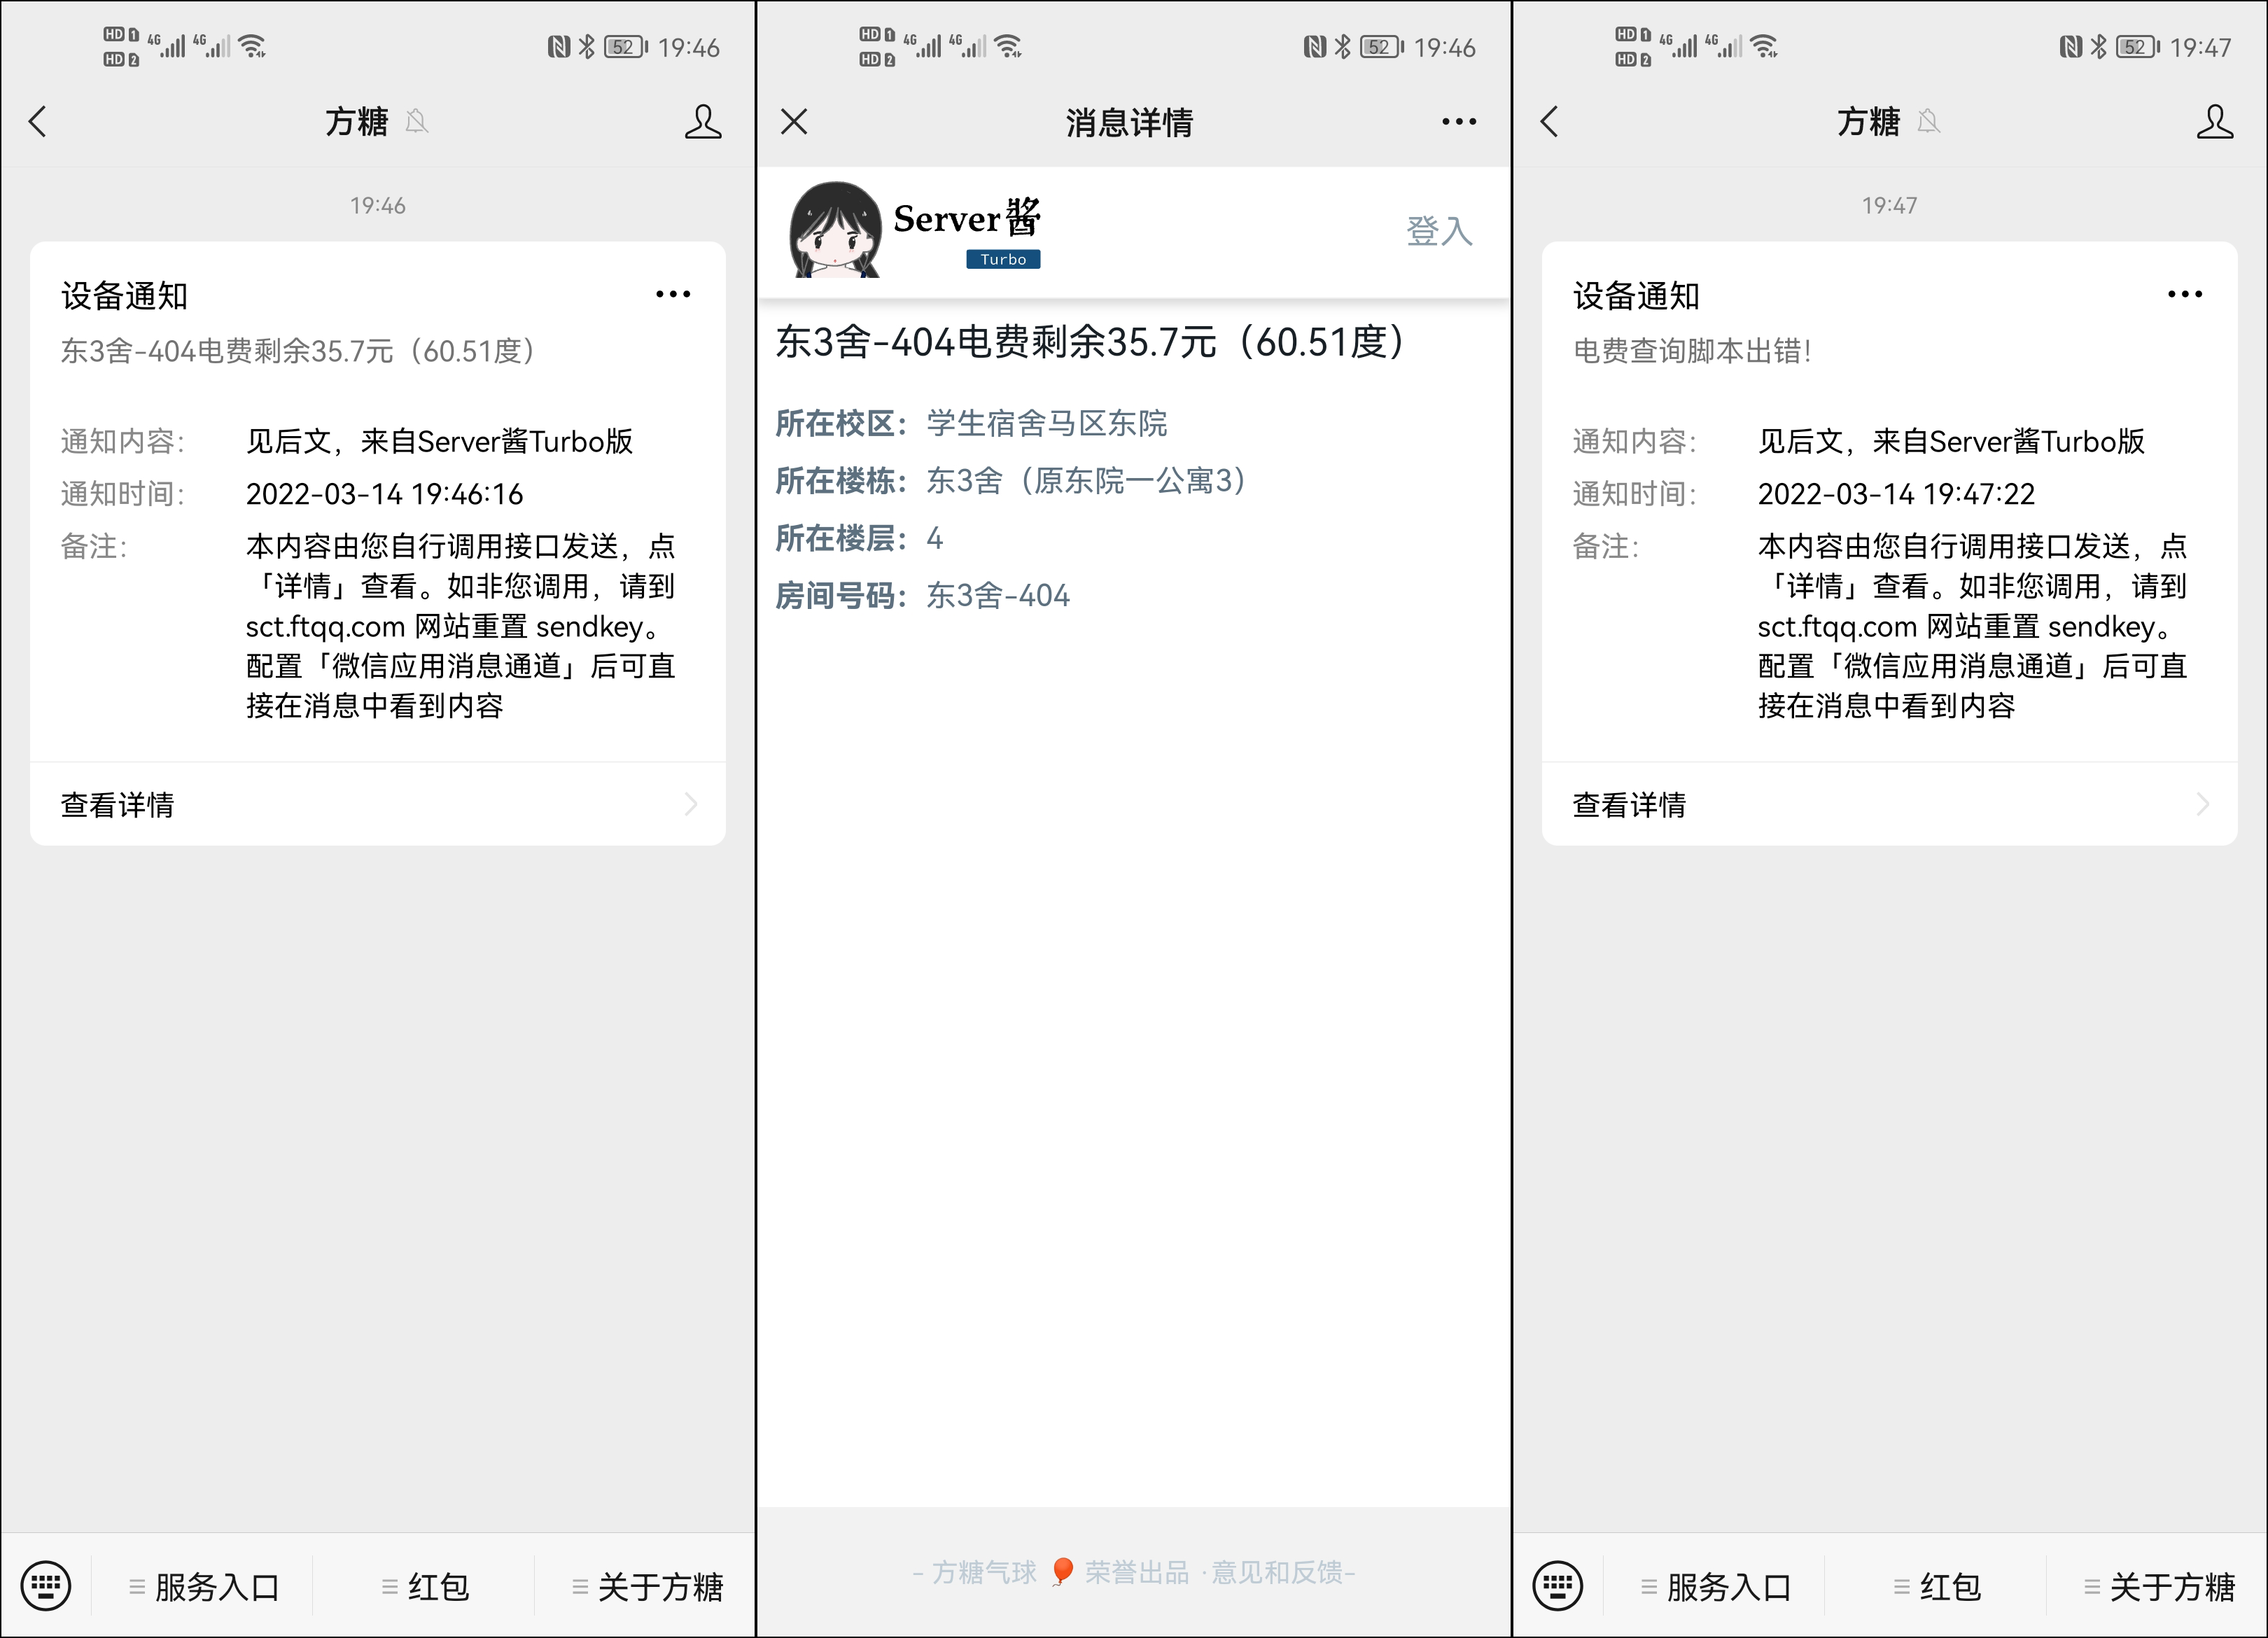 HD 1 4G 4G
HD 2
52 19:46
方糖
19:46
设备通知
东3舍-404电费剩余35.7元（60.51度）
通知内容： 见后文，来自Server酱Turbo版
通知时间： 2022-03-14 19:46:16
备注： 本内容由您自行调用接口发送，点
「详情」查看。如非您调用，请到
sct.ftqq.com 网站重置 sendkey。
配置「微信应用消息通道」后可直
接在消息中看到内容
查看详情
服务入口
红包
关于方糖
HD 1 4G 4G
HD 2
52 19:46
消息详情
Server酱
Turbo
登入
东3舍-404电费剩余35.7元（60.51度）
所在校区： 学生宿舍马区东院
所在楼栋： 东3舍（原东院一公寓3）
所在楼层： 4
房间号码： 东3舍-404
- 方糖气球 🎈 荣誉出品 · 意见和反馈-
HD 1 4G 4G
HD 2
52 19:47
方糖
19:47
设备通知
电费查询脚本出错！
通知内容： 见后文，来自Server酱Turbo版
通知时间： 2022-03-14 19:47:22
备注： 本内容由您自行调用接口发送，点
「详情」查看。如非您调用，请到
sct.ftqq.com 网站重置 sendkey。
配置「微信应用消息通道」后可直
接在消息中看到内容
查看详情
服务入口
红包
关于方糖